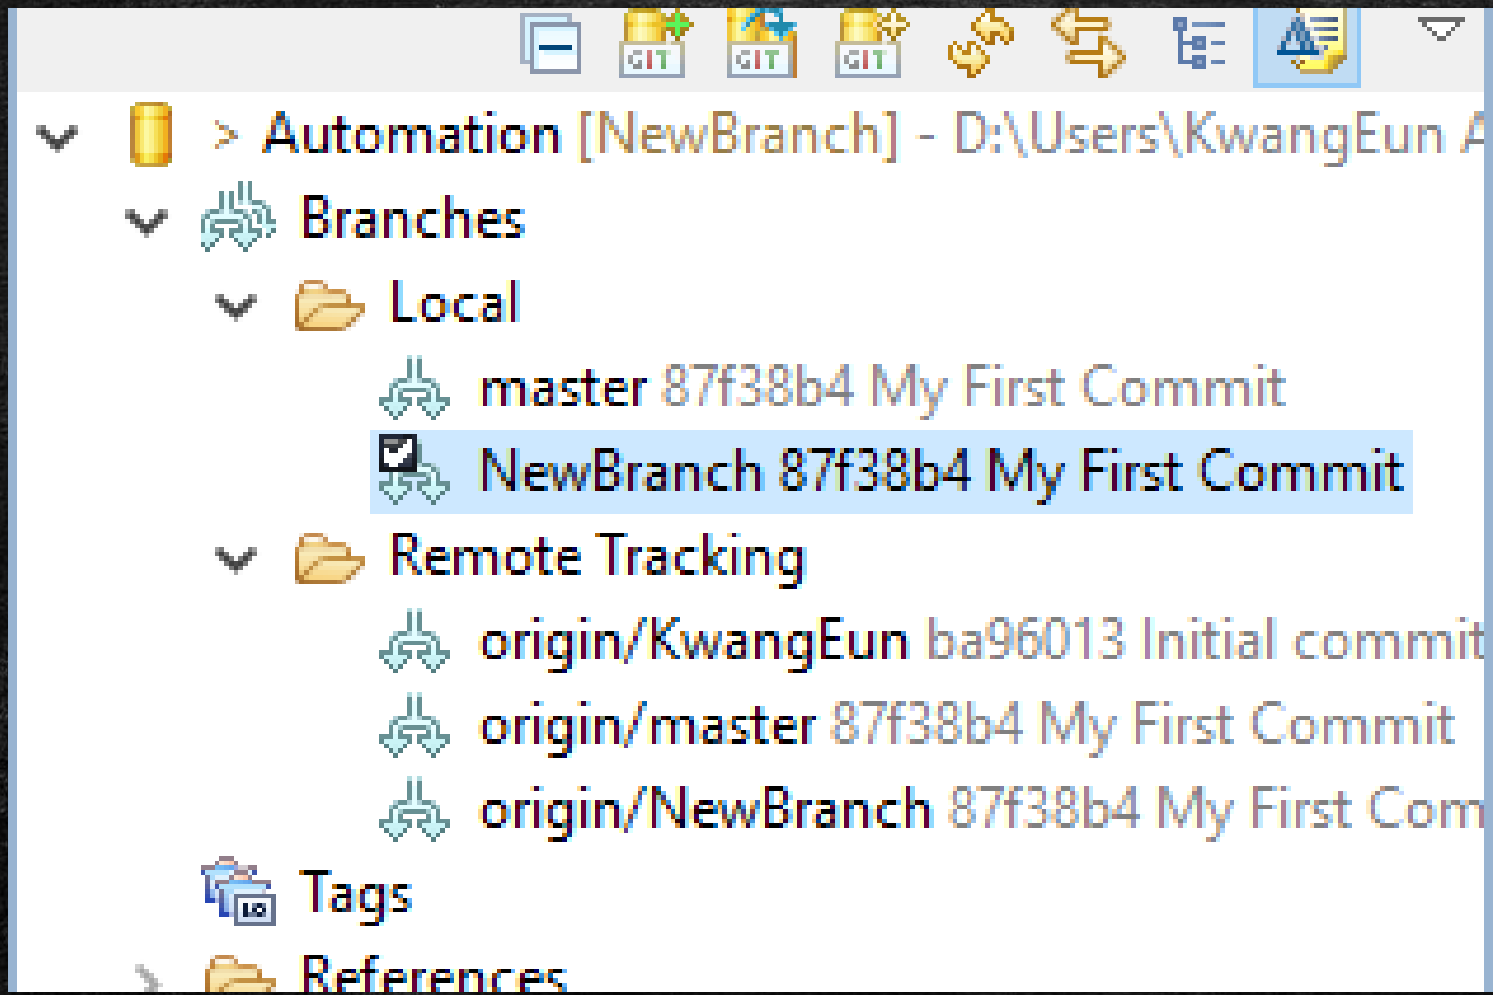 GIT GIT GIT
> Automation [NewBranch] - D:\Users\KwangEun A
Branches
Local
master 87f38b4 My First Commit
NewBranch 87f38b4 My First Commit
Remote Tracking
origin/KwangEun ba96013 Initial commit
origin/master 87f38b4 My First Commit
origin/NewBranch 87f38b4 My First Com
Tags
References